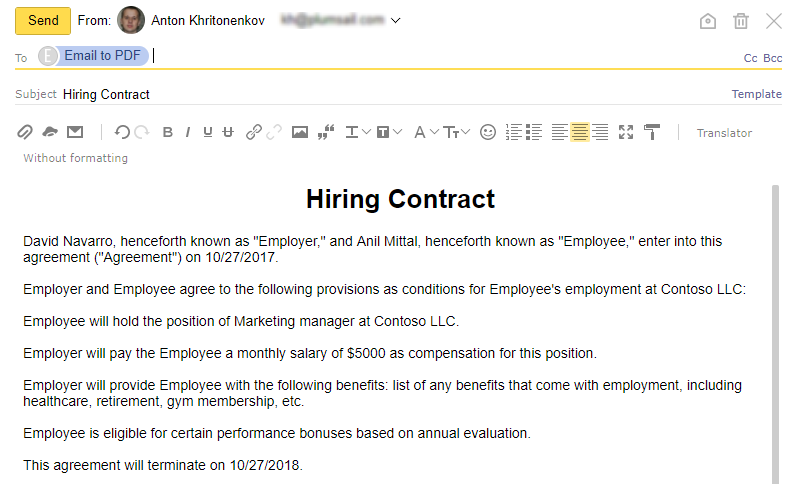 Send From: Anton Khritonenkov
To E Email to PDF Cc Bcc
Subject Hiring Contract Template
B I U T T A TT Translator
Without formatting
Hiring Contract
David Navarro, henceforth known as "Employer," and Anil Mittal, henceforth known as "Employee," enter into this
agreement ("Agreement") on 10/27/2017.
Employer and Employee agree to the following provisions as conditions for Employee's employment at Contoso LLC:
Employee will hold the position of Marketing manager at Contoso LLC.
Employer will pay the Employee a monthly salary of $5000 as compensation for this position.
Employer will provide Employee with the following benefits: list of any benefits that come with employment, including
healthcare, retirement, gym membership, etc.
Employee is eligible for certain performance bonuses based on annual evaluation.
This agreement will terminate on 10/27/2018.